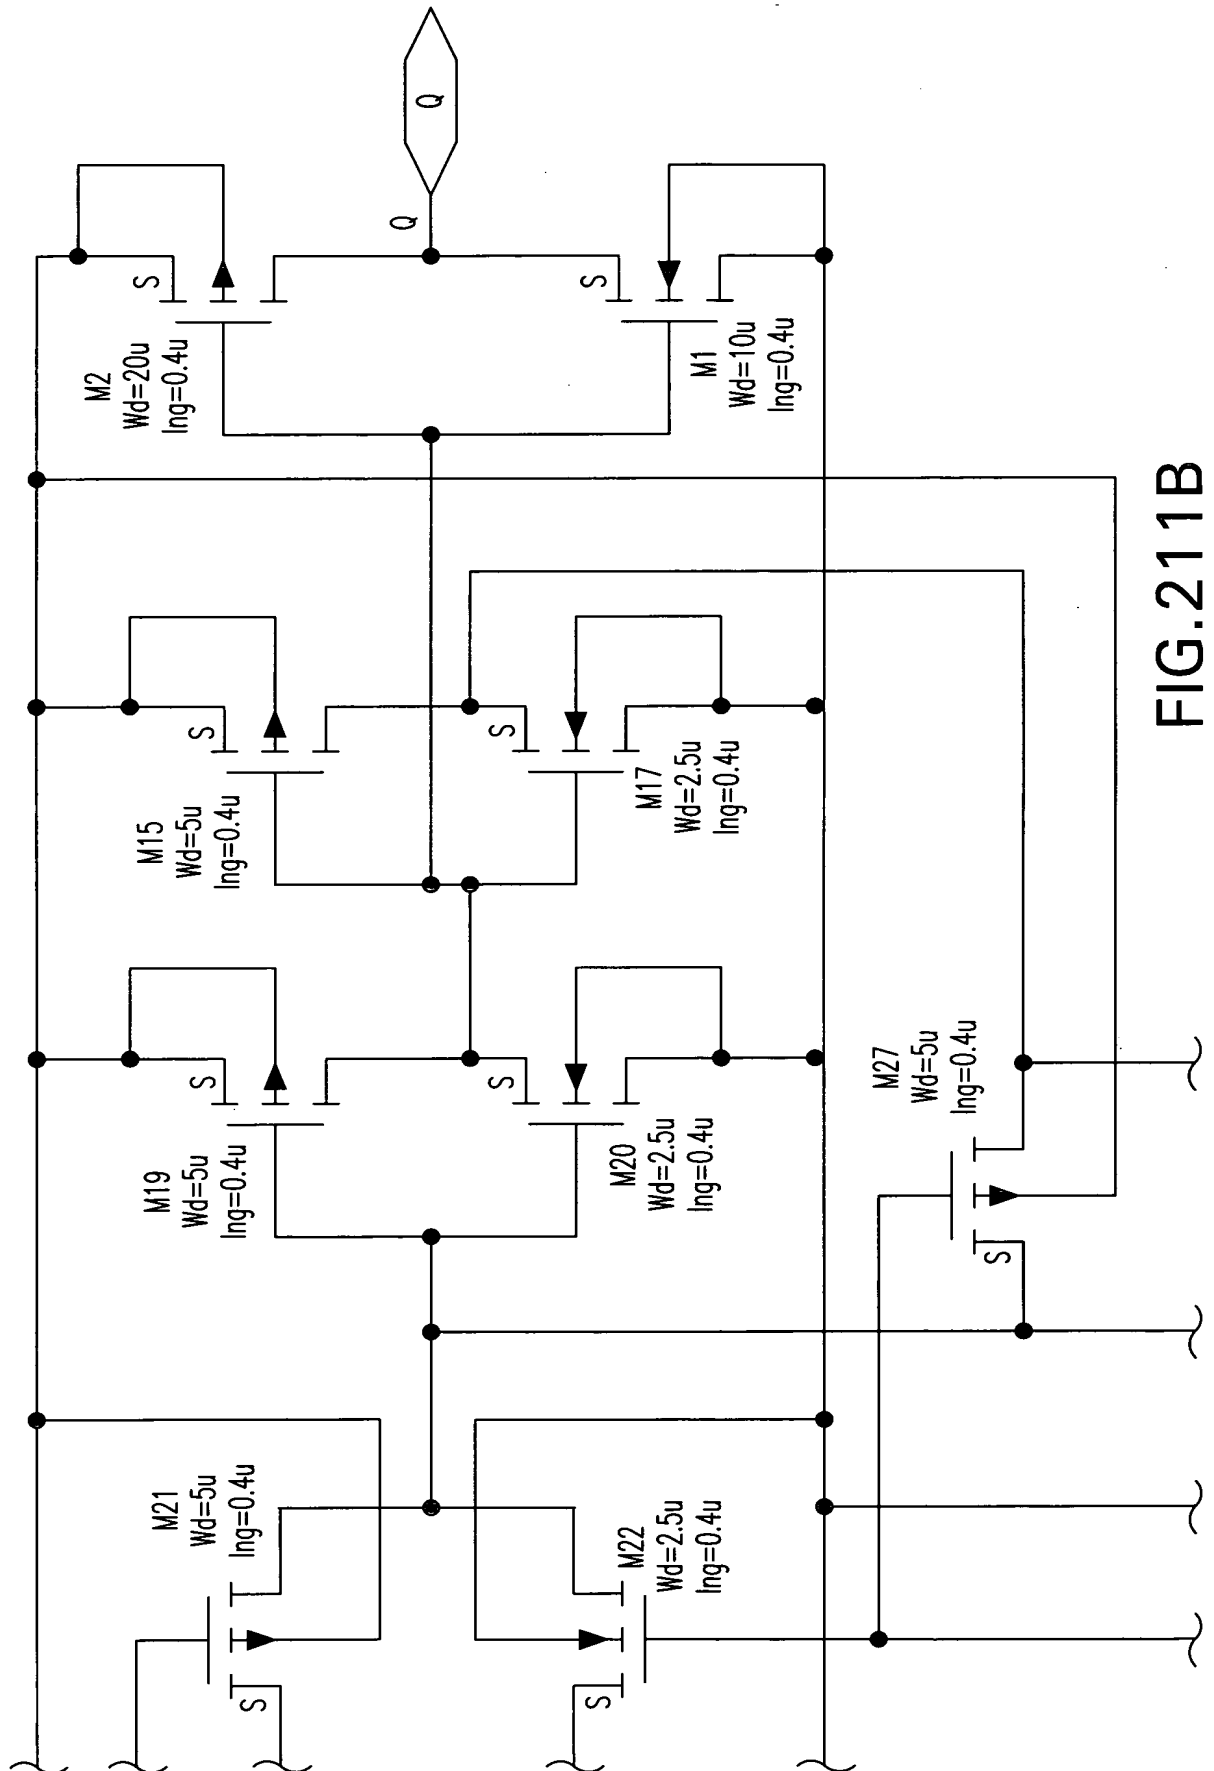 Q
Q
S
M2
Wd=20u
lng=0.4u
S
M1
Wd=10u
lng=0.4u
S
M15
Wd=5u
lng=0.4u
S
M17
Wd=2.5u
lng=0.4u
S
M19
Wd=5u
lng=0.4u
S
M20
Wd=2.5u
lng=0.4u
M27
Wd=5u
lng=0.4u
S
M21
Wd=5u
lng=0.4u
S
M22
Wd=2.5u
lng=0.4u
S
FIG.211B